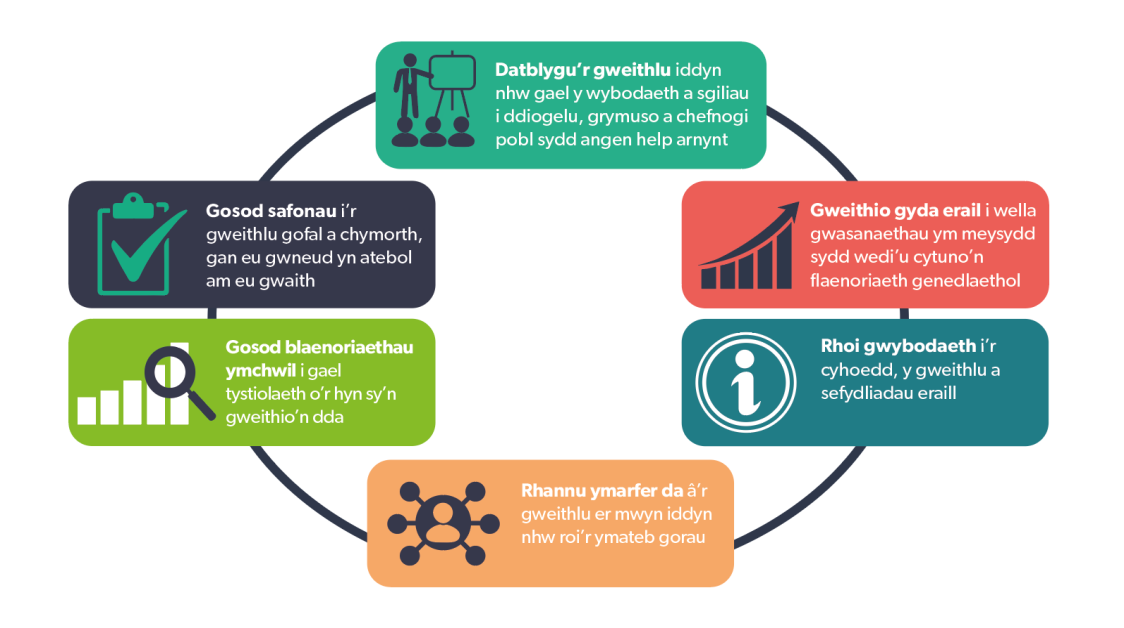 Datblygu’r gweithlu iddyn
nhw gael y wybodaeth a sgiliau
i ddiogelu, grymuso a chefnogi
pobl sydd angen help arnynt
Gosod safonau i’r
gweithlu gofal a chymorth,
gan eu gwneud yn atebol
am eu gwaith
Gweithio gyda erail i wella
gwasanaethau ym meysydd
sydd wedi’u cytuno’n
flaenoriaeth genedlaethol
Gosod blaenoriaethau
ymchwil i gael
tystiolaeth o’r hyn sy’n
gweithio’n dda
Rhoi gwybodaeth i’r
cyhoedd, y gweithlu a
sefydliadau eraill
Rhannu ymarfer da â’r
gweithlu er mwyn iddyn
nhw roi’r ymateb gorau